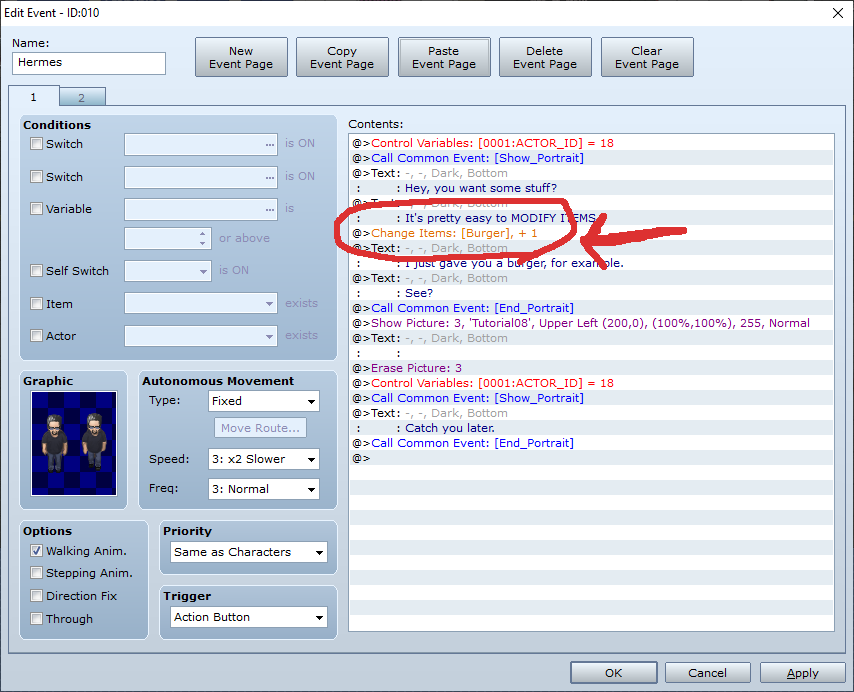 Edit Event - ID:010
Name:
Hermes
New
Event Page
Copy
Event Page
Paste
Event Page
Delete
Event Page
Clear
Event Page
1
2
Conditions
Switch
... is ON
Switch
... is ON
Variable
... is
or above
Self Switch
is ON
Item
exists
Actor
exists
Graphic
Autonomous Movement
Type:
Fixed
Move Route...
Speed:
3: x2 Slower
Freq:
3: Normal
Options
Walking Anim.
Stepping Anim.
Direction Fix
Through
Priority
Same as Characters
Trigger
Action Button
Contents:
@>Control Variables: [0001:ACTOR_ID] = 18
@>Call Common Event: [Show_Portrait]
@>Text: -, -, Dark, Bottom
: : Hey, you want some stuff?
@>Text: -, -, Dark, Bottom
: : It's pretty easy to MODIFY ITEMS.
@>Change Items: [Burger], + 1
@>Text: -, -, Dark, Bottom
: : I just gave you a burger, for example.
@>Text: -, -, Dark, Bottom
: : See?
@>Call Common Event: [End_Portrait]
@>Show Picture: 3, 'Tutorial08', Upper Left (200,0), (100%,100%), 255, Normal
@>Text: -, -, Dark, Bottom
: :
@>Erase Picture: 3
@>Control Variables: [0001:ACTOR_ID] = 18
@>Call Common Event: [Show_Portrait]
@>Text: -, -, Dark, Bottom
: : Catch you later.
@>Call Common Event: [End_Portrait]
@>
OK
Cancel
Apply